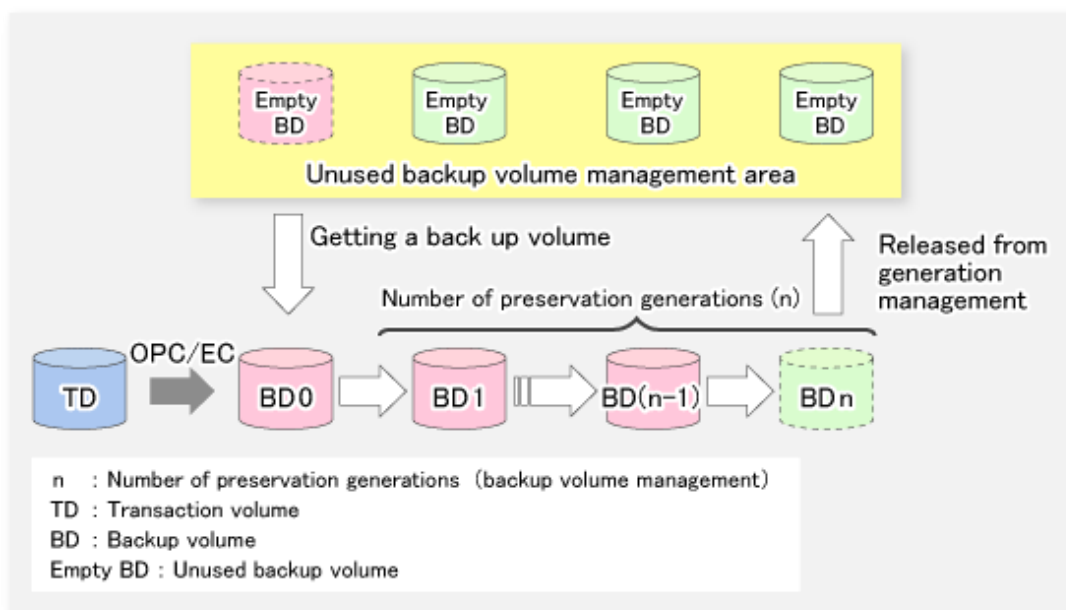 Empty BD
Empty BD
Empty BD
Empty BD
Unused backup volume management area
Getting a back up volume
Released from
generation
management
Number of preservation generations (n)
OPC/EC
TD
BD0
BD1
BD(n-1)
BDn
n : Number of preservation generations (backup volume management)
TD : Transaction volume
BD : Backup volume
Empty BD : Unused backup volume